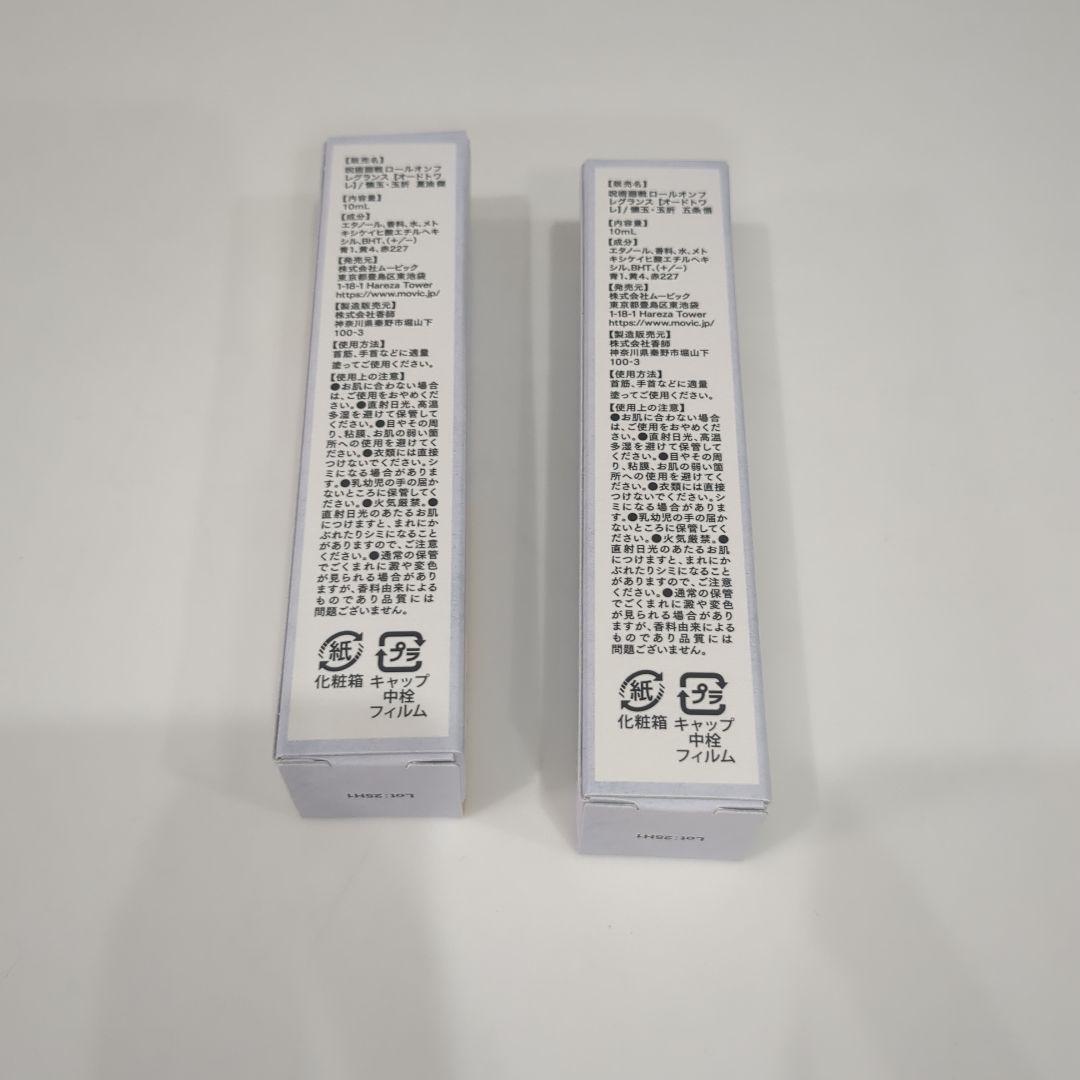 【販売名】
呪術廻戦 ロールオンフ
レグランス [オードトワ
レ] / 懐玉・玉折 夏油傑
【内容量】
10mL
【成分】
エタノール、香料、水、メト
キシケイヒ酸エチルヘキ
シル、BHT、(+/−)
青1、黄4、赤227
【発売元】
株式会社ムービック
東京都豊島区東池袋
1-18-1 Hareza Tower
https://www.movic.jp/
【製造販売元】
株式会社香師
神奈川県秦野市堀山下
100-3
【使用方法】
首筋、手首などに適量
塗ってご使用ください。
【使用上の注意】
●お肌に合わない場合
は、ご使用をおやめくだ
さい。●直射日光、高温
多湿を避けて保管して
ください。●目やその周
り、粘膜、お肌の弱い箇
所への使用を避けてく
ださい。●衣類には直接
つけないでください。シ
ミになる場合がありま
す。●乳幼児の手の届か
ないところに保管してく
ださい。●火気厳禁。●
直射日光のあたるお肌
につけますと、まれにか
ぶれたりシミになること
がありますので、ご注意
ください。●通常の保管
でごくまれに澱や変色
が見られる場合があり
ますが、香料由来による
ものであり品質には
問題ございません。
紙
化粧箱
プラ
キャップ
中栓
フィルム
Lot:25H1
【販売名】
呪術廻戦 ロールオンフ
レグランス [オードトワ
レ] / 懐玉・玉折 五条悟
【内容量】
10mL
【成分】
エタノール、香料、水、メト
キシケイヒ酸エチルヘキ
シル、BHT、(+/−)
青1、黄4、赤227
【発売元】
株式会社ムービック
東京都豊島区東池袋
1-18-1 Hareza Tower
https://www.movic.jp/
【製造販売元】
株式会社香師
神奈川県秦野市堀山下
100-3
【使用方法】
首筋、手首などに適量
塗ってご使用ください。
【使用上の注意】
●お肌に合わない場合
は、ご使用をおやめくだ
さい。●直射日光、高温
多湿を避けて保管して
ください。●目やその周
り、粘膜、お肌の弱い箇
所への使用を避けてく
ださい。●衣類には直接
つけないでください。シ
ミになる場合がありま
す。●乳幼児の手の届か
ないところに保管してく
ださい。●火気厳禁。●
直射日光のあたるお肌
につけますと、まれにか
ぶれたりシミになること
がありますので、ご注意
ください。●通常の保管
でごくまれに澱や変色
が見られる場合があり
ますが、香料由来による
ものであり品質には
問題ございません。
紙
化粧箱
プラ
キャップ
中栓
フィルム
Lot:25H1